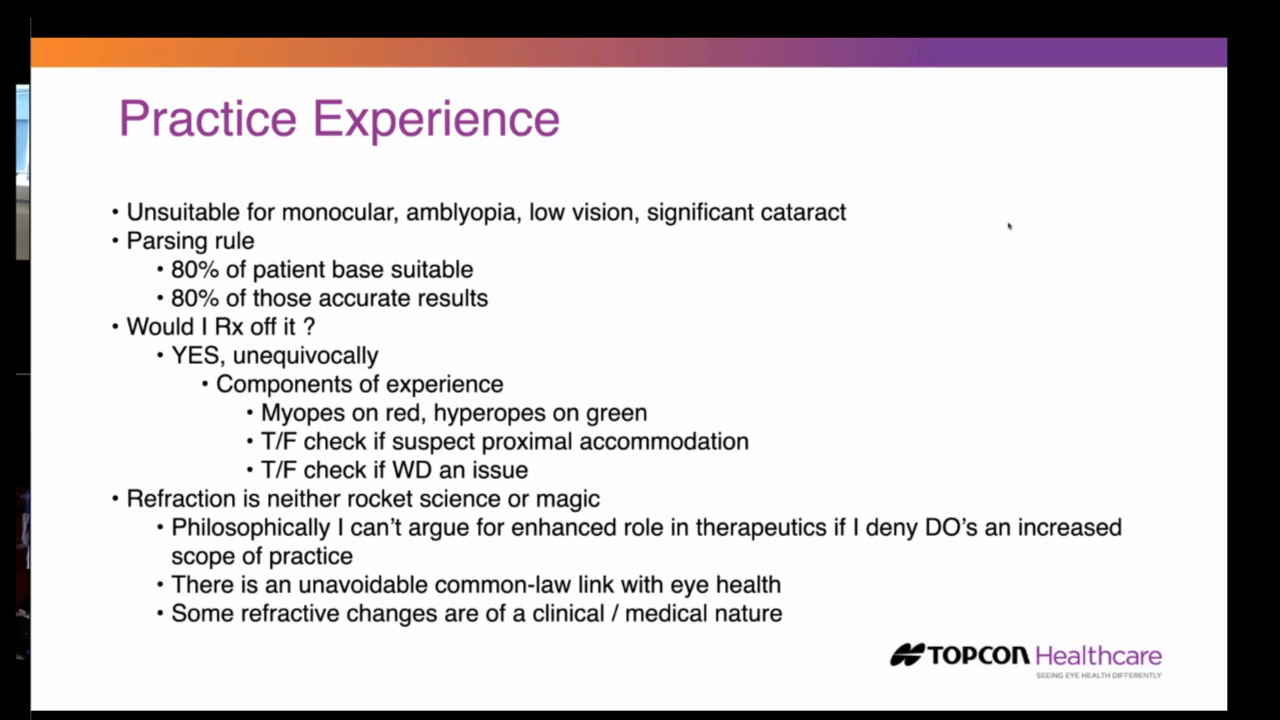 Practice Experience
• Unsuitable for monocular, amblyopia, low vision, significant cataract
• Parsing rule
• 80% of patient base suitable
• 80% of those accurate results
• Would I Rx off it ?
• YES, unequivocally
• Components of experience
• Myopes on red, hyperopes on green
• T/F check if suspect proximal accommodation
• T/F check if WD an issue
• Refraction is neither rocket science or magic
• Philosophically I can't argue for enhanced role in therapeutics if I deny DO's an increased
scope of practice
• There is an unavoidable common-law link with eye health
• Some refractive changes are of a clinical / medical nature
TOPCON Healthcare
SEEING EYE HEALTH DIFFERENTLY